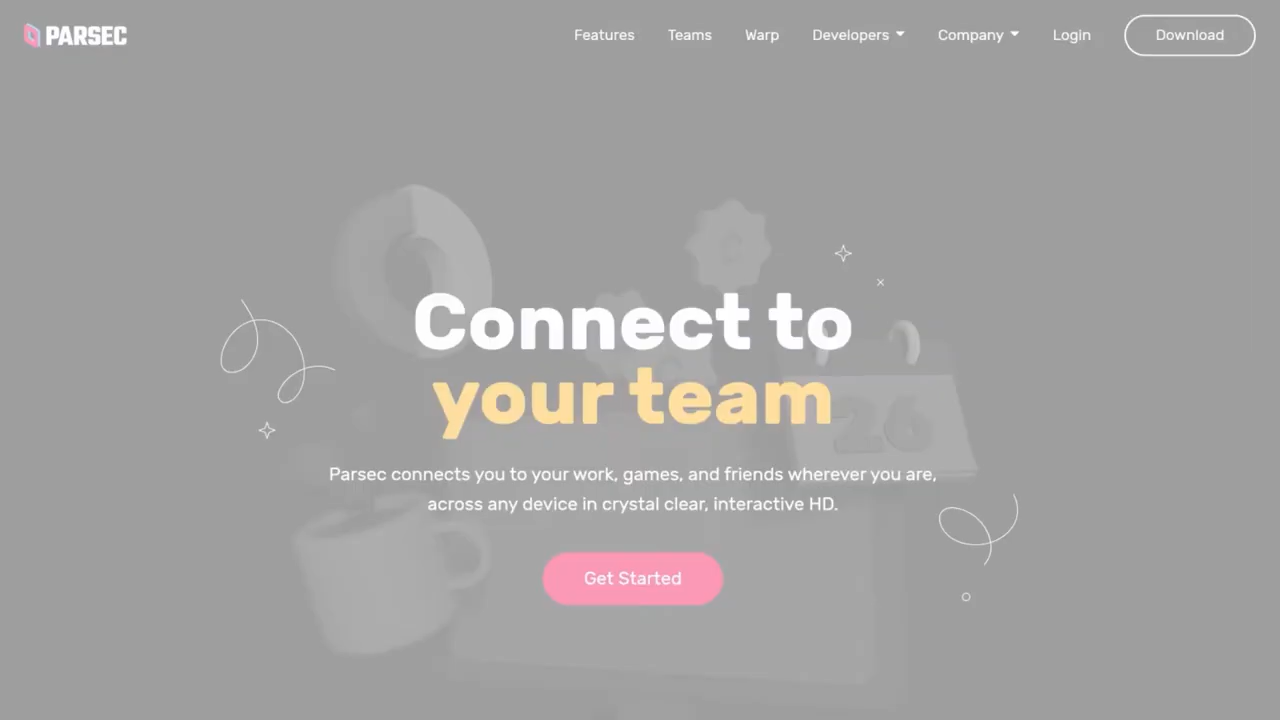 PARSEC
Features
Teams
Warp
Developers
Company
Login
Download
Connect to
your team
26
Parsec connects you to your work, games, and friends wherever you are,
across any device in crystal clear, interactive HD.
Get Started